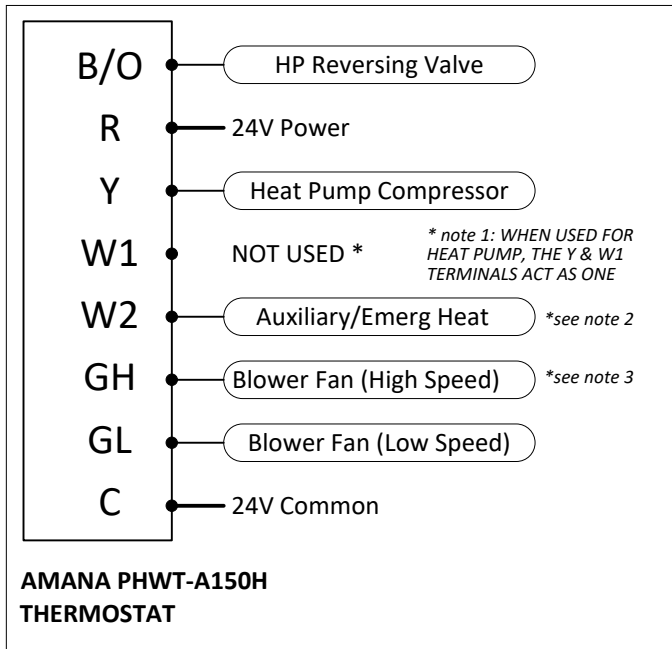 B/O HP Reversing Valve
R 24V Power
Y Heat Pump Compressor
W1 NOT USED * * note 1: WHEN USED FOR
HEAT PUMP, THE Y & W1
TERMINALS ACT AS ONE
W2 Auxiliary/Emerg Heat *see note 2
GH Blower Fan (High Speed) *see note 3
GL Blower Fan (Low Speed)
C 24V Common
AMANA PHWT-A150H
THERMOSTAT